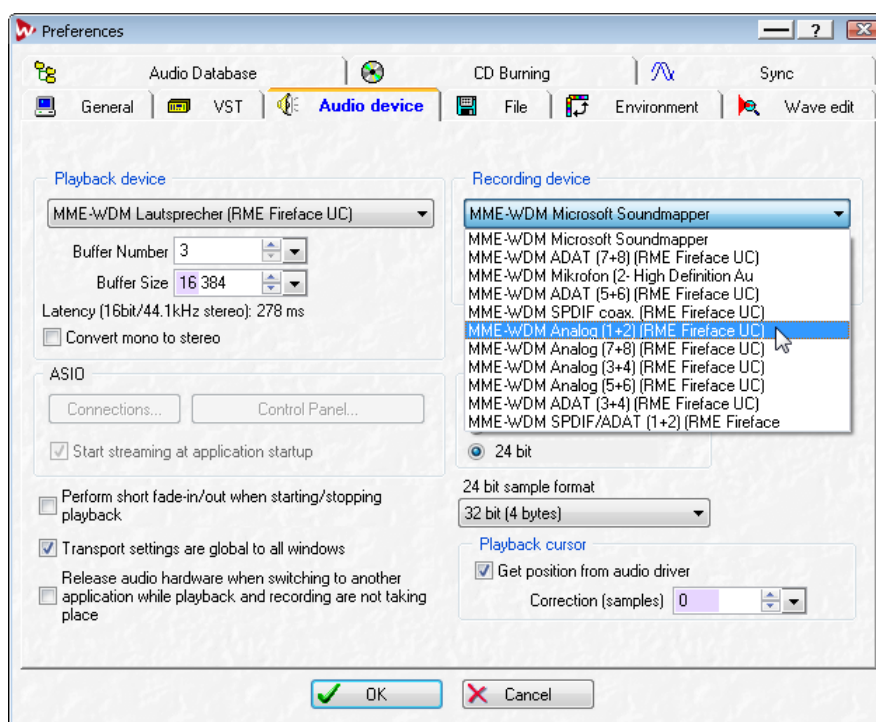 Preferences
Audio Database
CD Burning
Sync
General
VST
Audio device
File
Environment
Wave edit
Playback device
MME-WDM Lautsprecher (RME Fireface UC)
Buffer Number 3
Buffer Size 16 384
Latency (16bit/44.1kHz stereo): 278 ms
Convert mono to stereo
ASIO
Connections...
Control Panel...
Start streaming at application startup
Perform short fade-in/out when starting/stopping
playback
Transport settings are global to all windows
Release audio hardware when switching to another
application while playback and recording are not taking
place
Recording device
MME-WDM Microsoft Soundmapper
MME-WDM Microsoft Soundmapper
MME-WDM ADAT (7+8) (RME Fireface UC)
MME-WDM Mikrofon (2- High Definition Au
MME-WDM ADAT (5+6) (RME Fireface UC)
MME-WDM SPDIF coax. (RME Fireface UC)
MME-WDM Analog (1+2) (RME Fireface UC)
MME-WDM Analog (7+8) (RME Fireface UC)
MME-WDM Analog (3+4) (RME Fireface UC)
MME-WDM Analog (5+6) (RME Fireface UC)
MME-WDM ADAT (3+4) (RME Fireface UC)
MME-WDM SPDIF/ADAT (1+2) (RME Fireface
24 bit
24 bit sample format
32 bit (4 bytes)
Playback cursor
Get position from audio driver
Correction (samples) 0
OK
Cancel